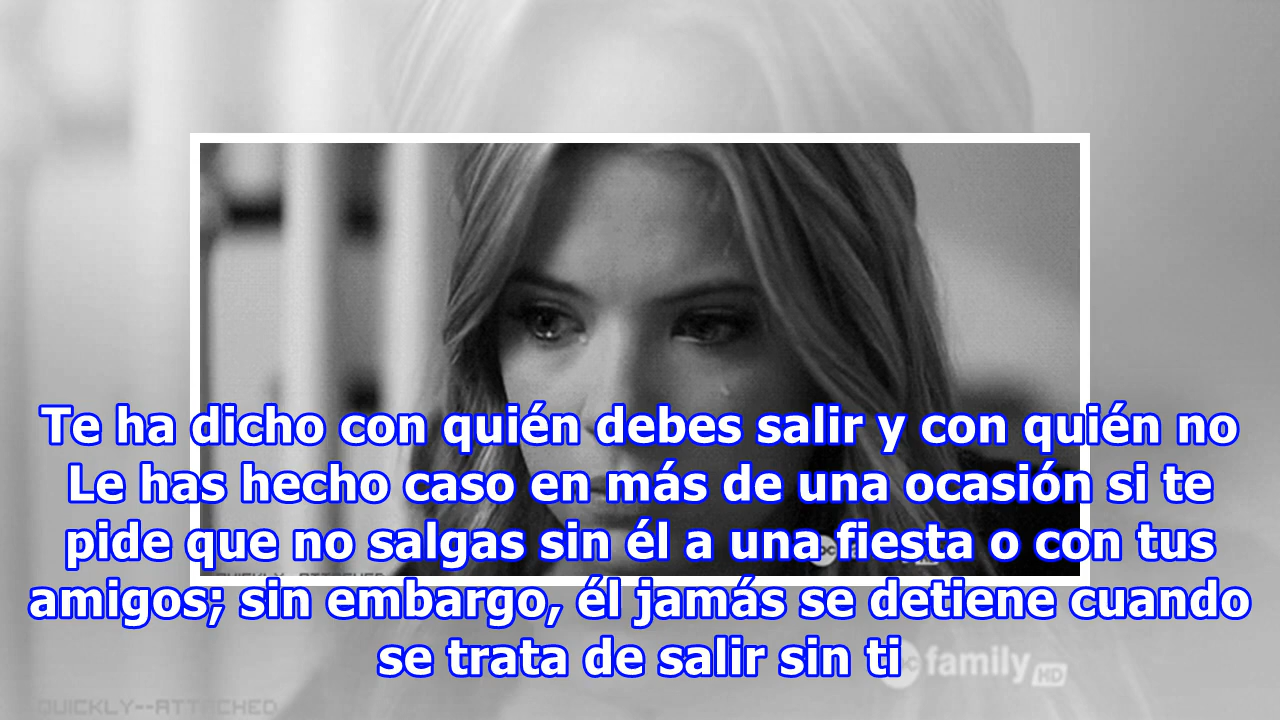 Te ha dicho con quién debes salir y con quién no
Le has hecho caso en más de una ocasión si te
pide que no salgas sin él a una fiesta o con tus
amigos; sin embargo, él jamás se detiene cuando
se trata de salir sin ti
family HD
QUICKLY--ATTACHED